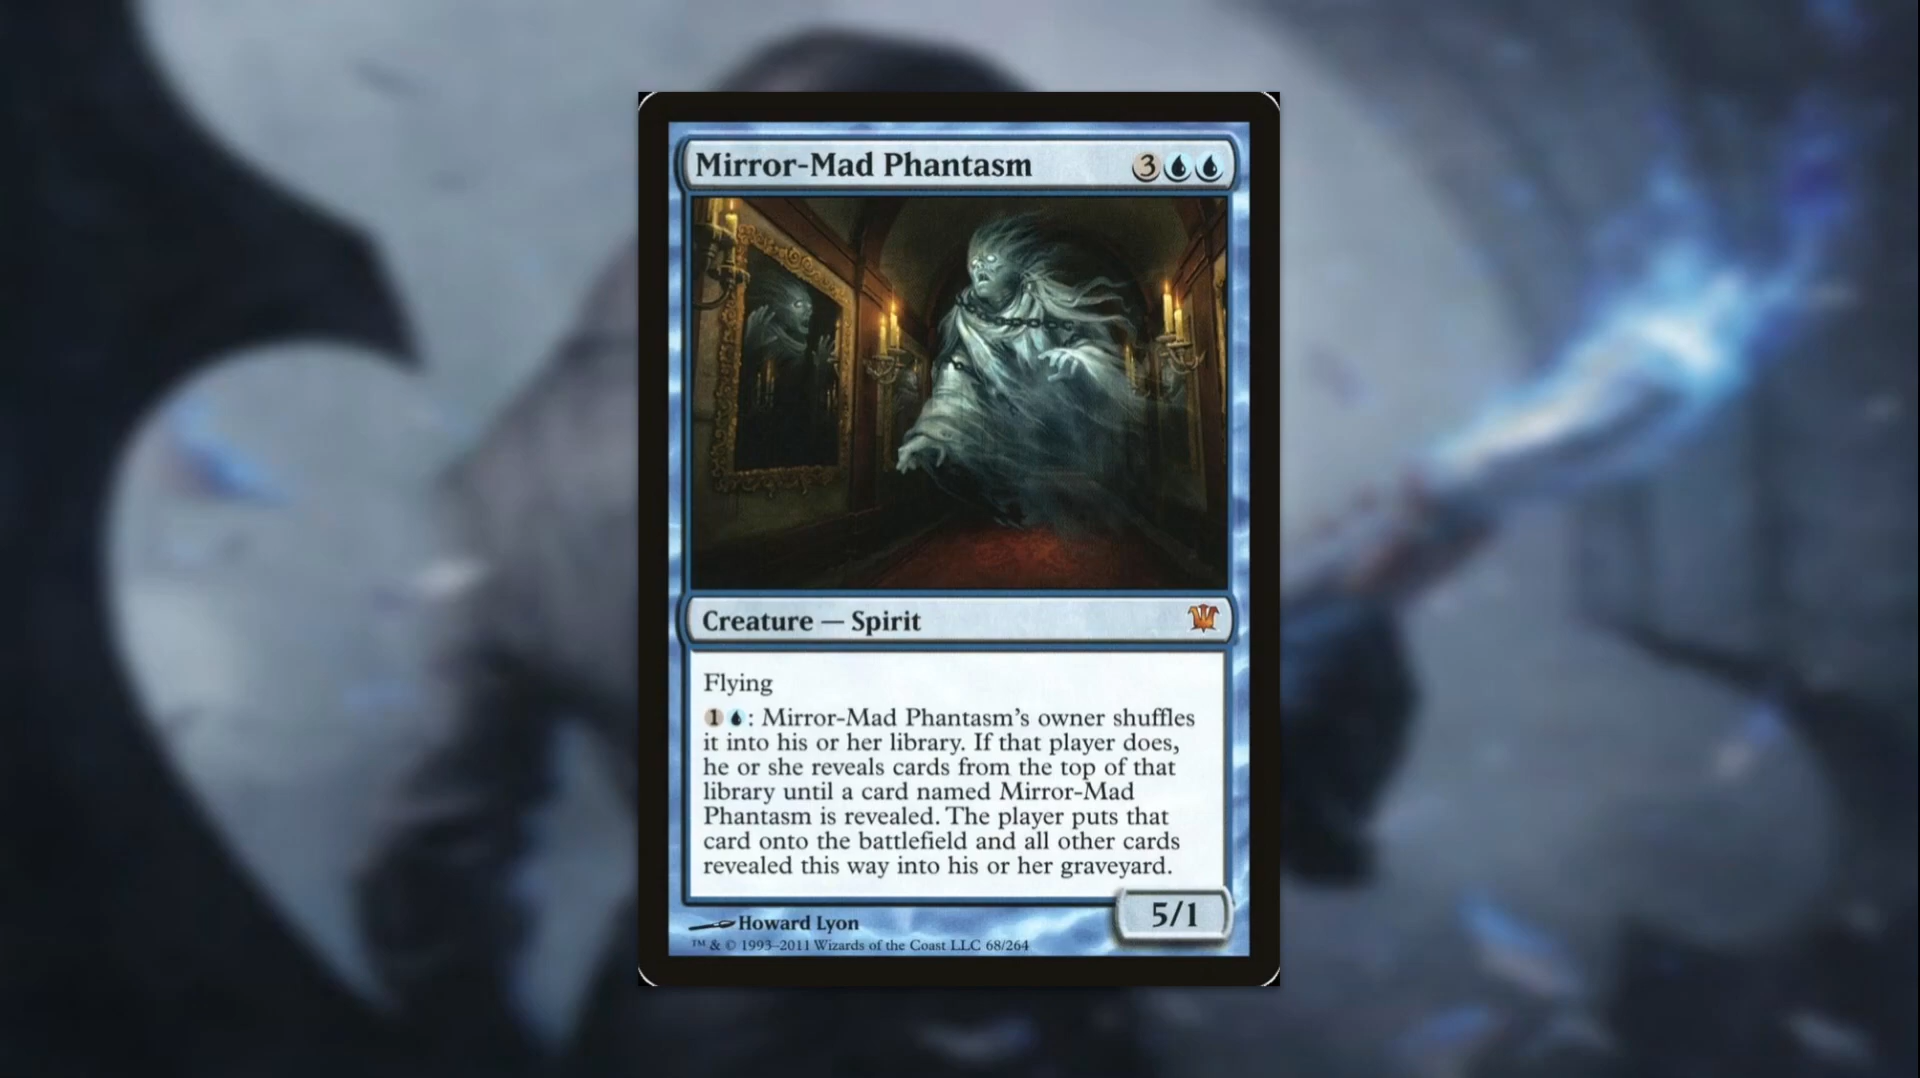 Mirror-Mad Phantasm 3
Creature — Spirit
Flying
1 : Mirror-Mad Phantasm's owner shuffles
it into his or her library. If that player does,
he or she reveals cards from the top of that
library until a card named Mirror-Mad
Phantasm is revealed. The player puts that
card onto the battlefield and all other cards
revealed this way into his or her graveyard.
5/1
Howard Lyon
™ & © 1993–2011 Wizards of the Coast LLC 68/264